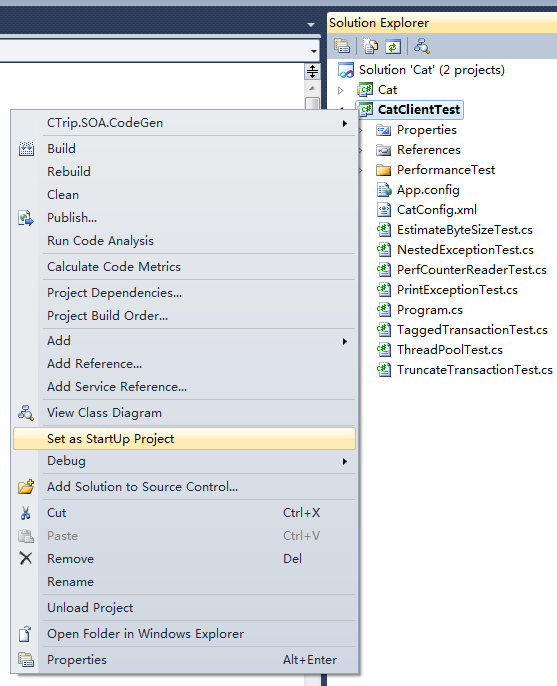 Solution Explorer
Solution 'Cat' (2 projects)
Cat
CatClientTest
Properties
References
PerformanceTest
App.config
CatConfig.xml
EstimateByteSizeTest.cs
NestedExceptionTest.cs
PerfCounterReaderTest.cs
PrintExceptionTest.cs
Program.cs
TaggedTransactionTest.cs
ThreadPoolTest.cs
TruncateTransactionTest.cs
CTrip.SOA.CodeGen
Build
Rebuild
Clean
Publish...
Run Code Analysis
Calculate Code Metrics
Project Dependencies...
Project Build Order...
Add
Add Reference...
Add Service Reference...
View Class Diagram
Set as StartUp Project
Debug
Add Solution to Source Control...
Cut Ctrl+X
Paste Ctrl+V
Remove Del
Rename
Unload Project
Open Folder in Windows Explorer
Properties Alt+Enter